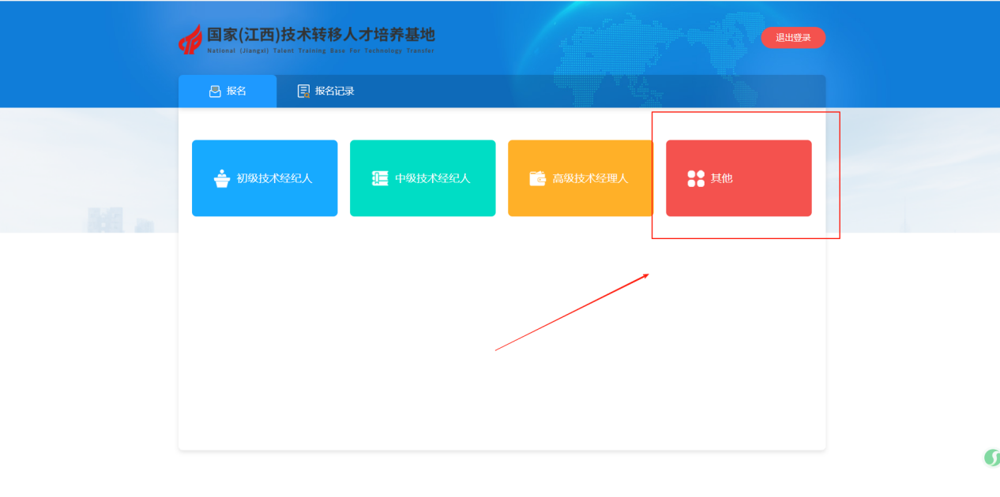 国家(江西)技术转移人才培养基地
National (Jiangxi) Talent Training Base For Technology Transfer
退出登录
报名
报名记录
初级技术经纪人
中级技术经纪人
高级技术经理人
其他